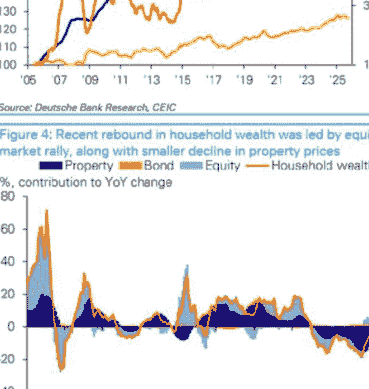 130
120
110
100
3
1
'05 '07 '09 '11 '13 '15 '17 '19 '21 '23 '25
Source: Deutsche Bank Research, CEIC
Figure 4: Recent rebound in household wealth was led by equi
market rally, along with smaller decline in property prices
Property Bond Equity Household wealt
%, contribution to YoY change
80
60
40
20
0
-20